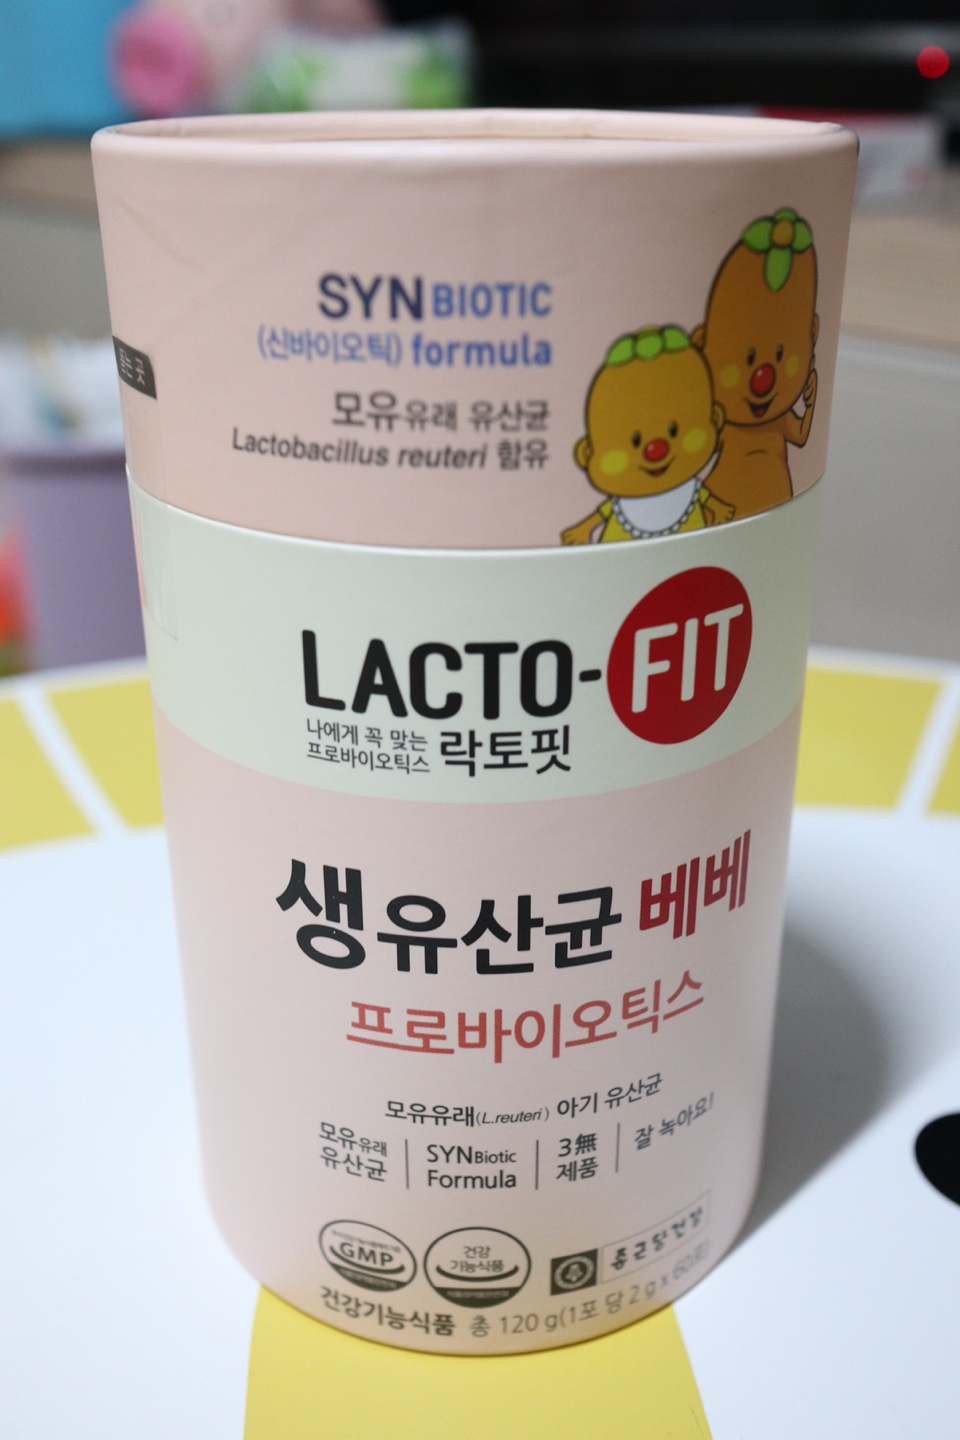 SYNBIOTIC
(신바이오틱) formula
모유유래 유산균
Lactobacillus reuteri 함유
뜯는 곳
LACTO-FIT
나에게 꼭 맞는
프로바이오틱스 락토핏
생유산균 베베
프로바이오틱스
모유유래(L.reuteri) 아기 유산균
모유유래
유산균
SYNBiotic
Formula
3無
제품
잘 녹아요!
GMP
건강
기능식품
종근당건강
건강기능식품 총 120 g(1포 당 2 g x 60포)